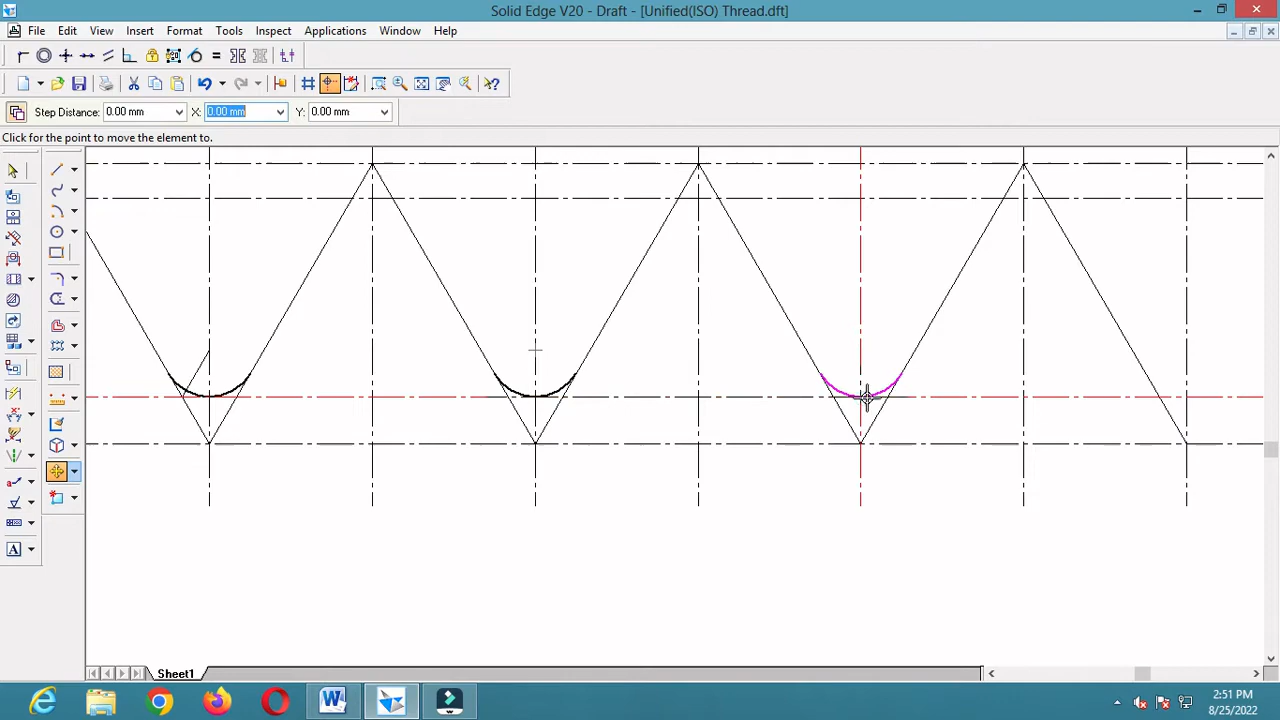 Solid Edge V20 - Draft - [Unified(ISO) Thread.dft]
File Edit View Insert Format Tools Inspect Applications Window Help
Step Distance: 0.00 mm X: 0.00 mm Y: 0.00 mm
Click for the point to move the element to.
A
Sheet1
2:51 PM
8/25/2022